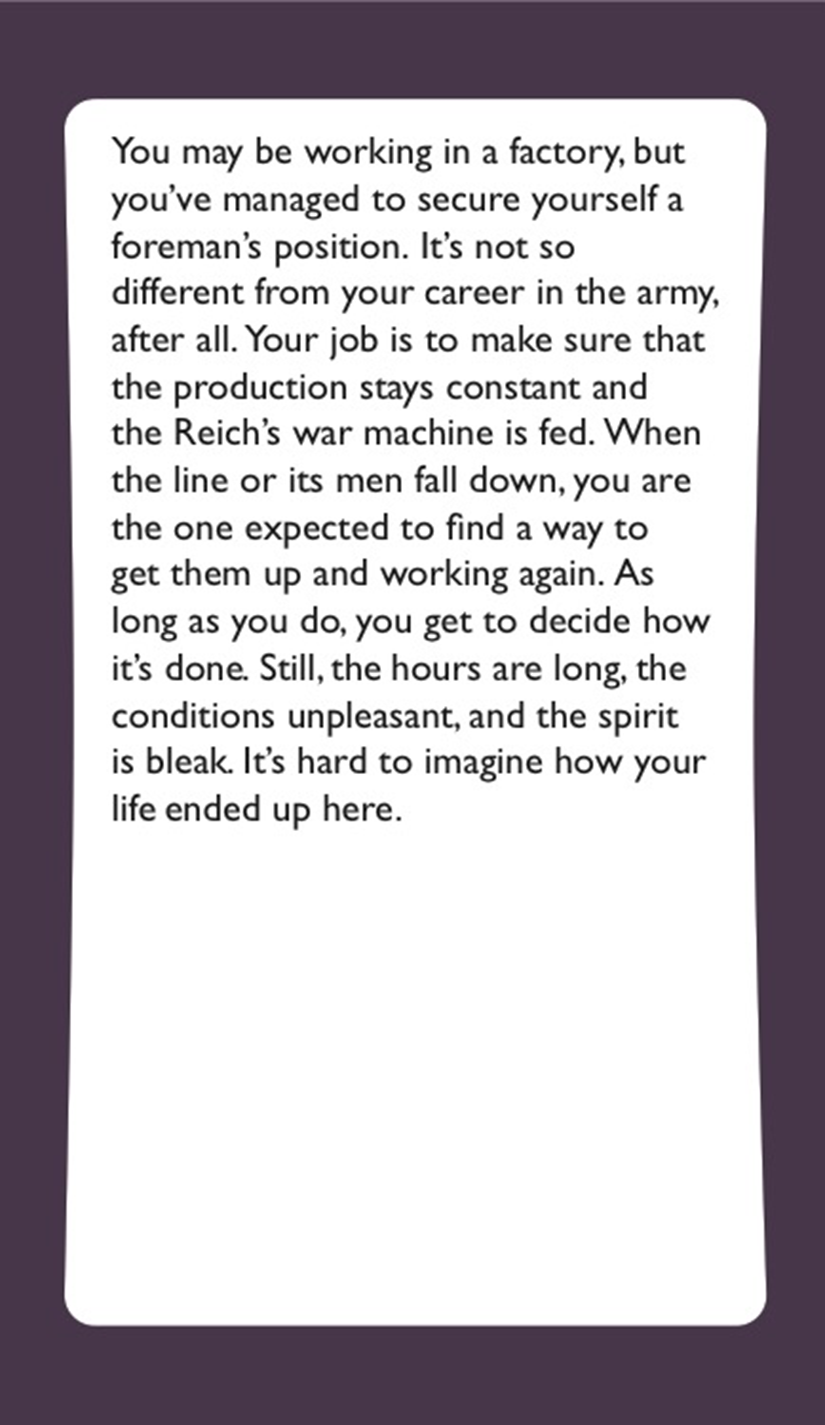 You may be working in a factory, but
you’ve managed to secure yourself a
foreman’s position. It’s not so
different from your career in the army,
after all. Your job is to make sure that
the production stays constant and
the Reich’s war machine is fed. When
the line or its men fall down, you are
the one expected to find a way to
get them up and working again. As
long as you do, you get to decide how
it’s done. Still, the hours are long, the
conditions unpleasant, and the spirit
is bleak. It’s hard to imagine how your
life ended up here.